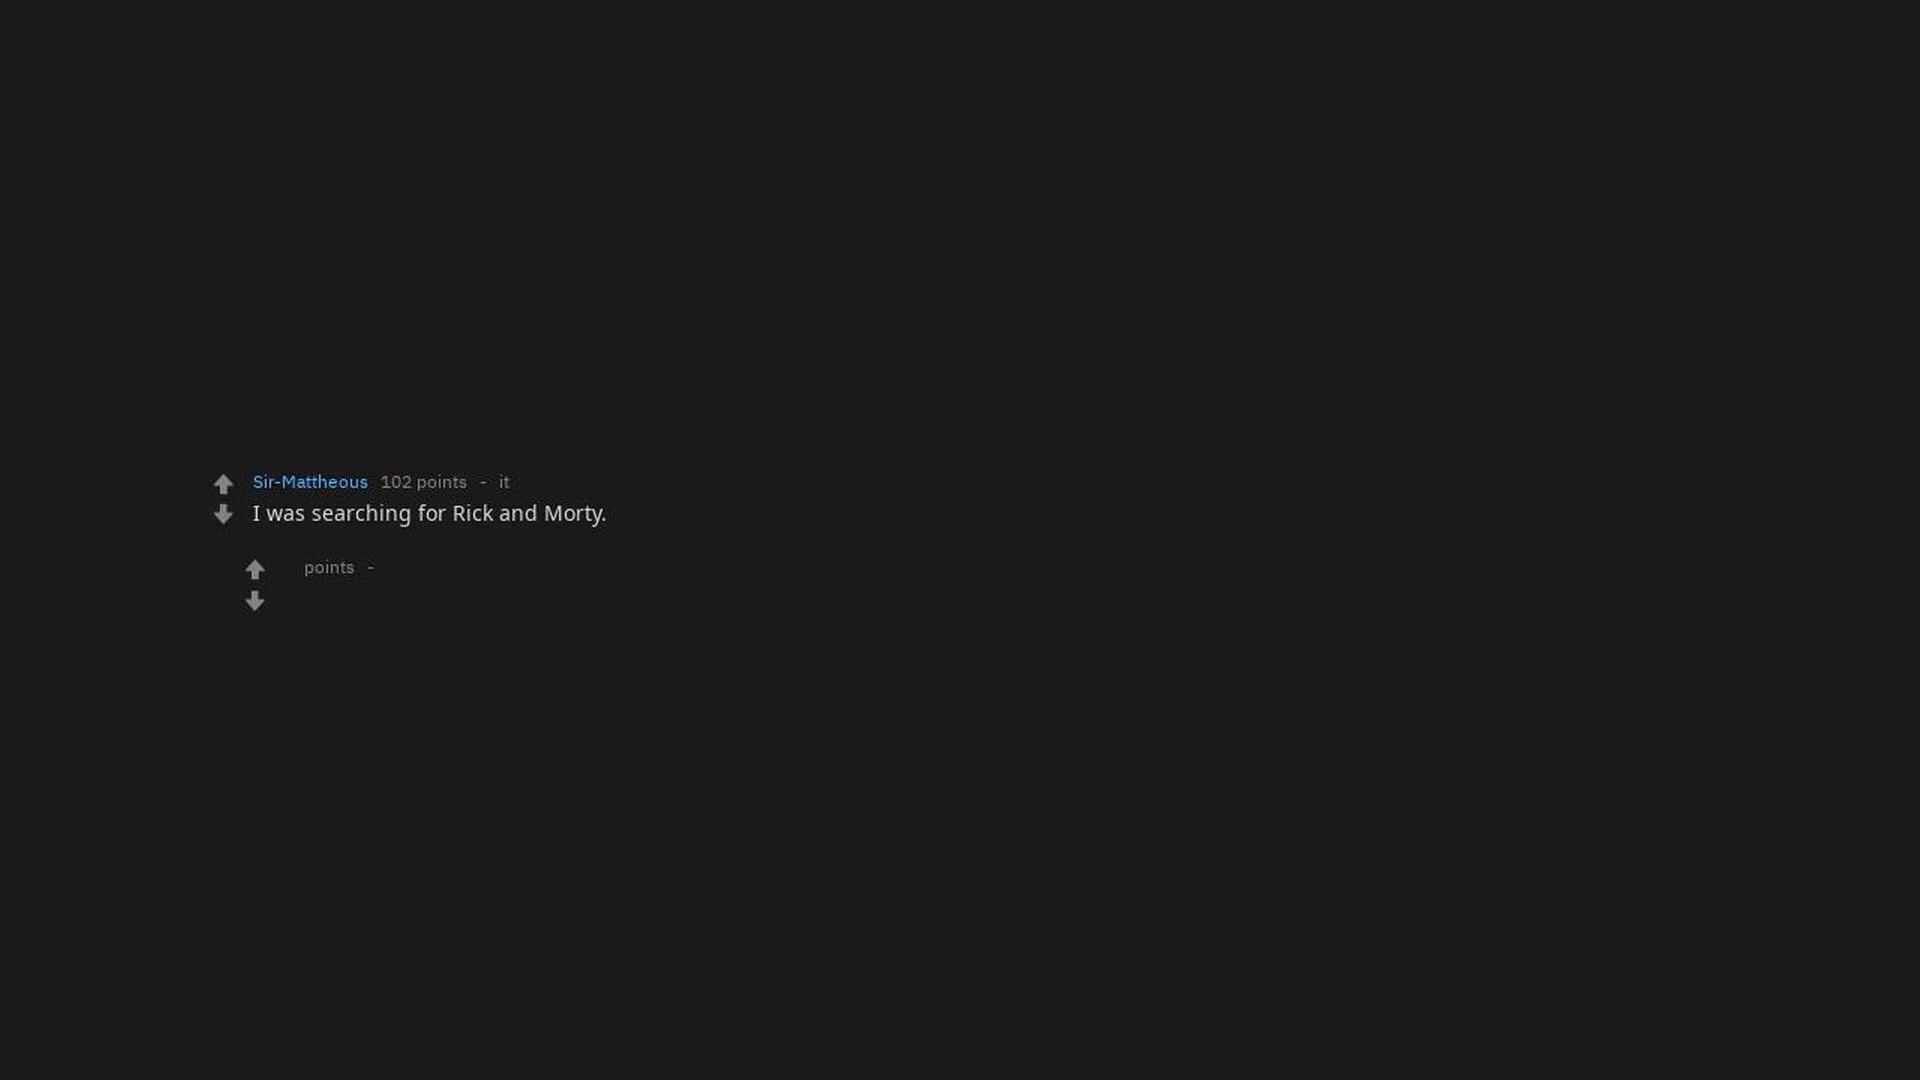 Sir-Mattheous 102 points - it
I was searching for Rick and Morty.
points -